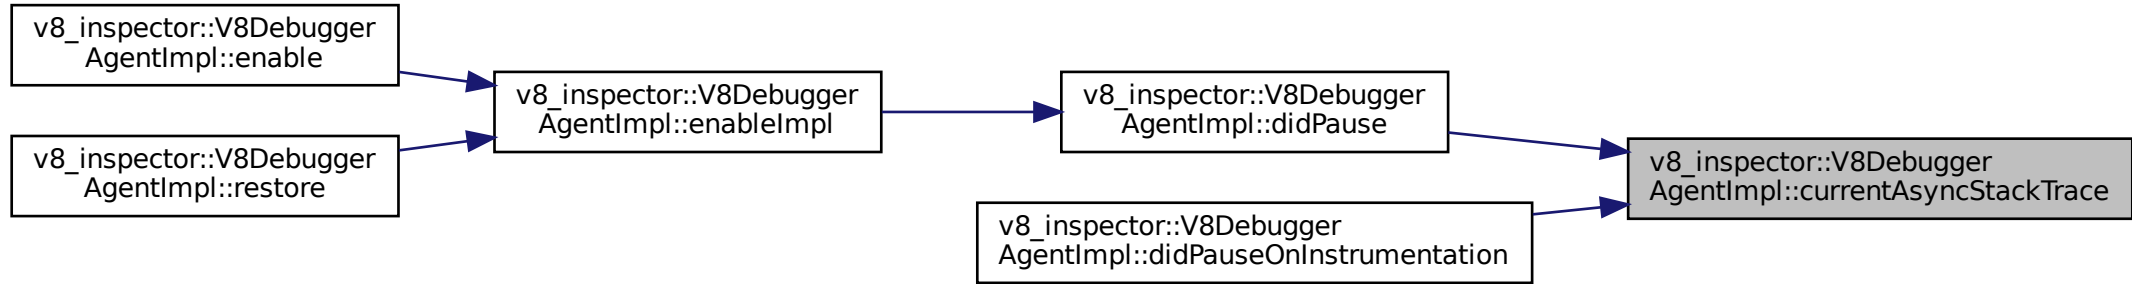 v8_inspector::V8Debugger
AgentImpl::enable
v8_inspector::V8Debugger
AgentImpl::restore
v8_inspector::V8Debugger
AgentImpl::enableImpl
v8_inspector::V8Debugger
AgentImpl::didPause
v8_inspector::V8Debugger
AgentImpl::didPauseOnInstrumentation
v8_inspector::V8Debugger
AgentImpl::currentAsyncStackTrace